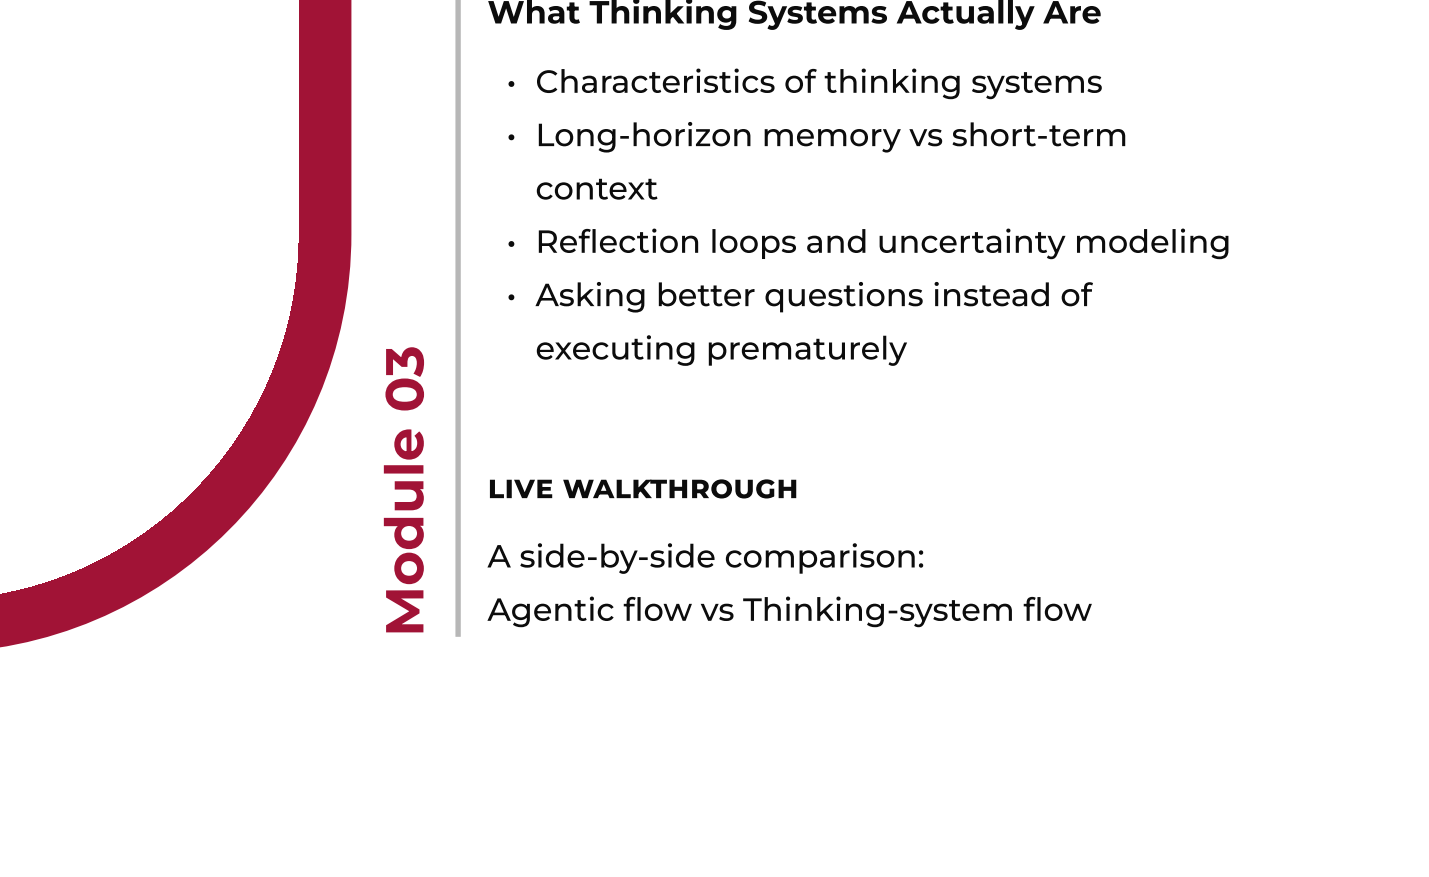 What Thinking Systems Actually Are
• Characteristics of thinking systems
• Long-horizon memory vs short-term
context
• Reflection loops and uncertainty modeling
• Asking better questions instead of
executing prematurely
Module 03
LIVE WALKTHROUGH
A side-by-side comparison:
Agentic flow vs Thinking-system flow